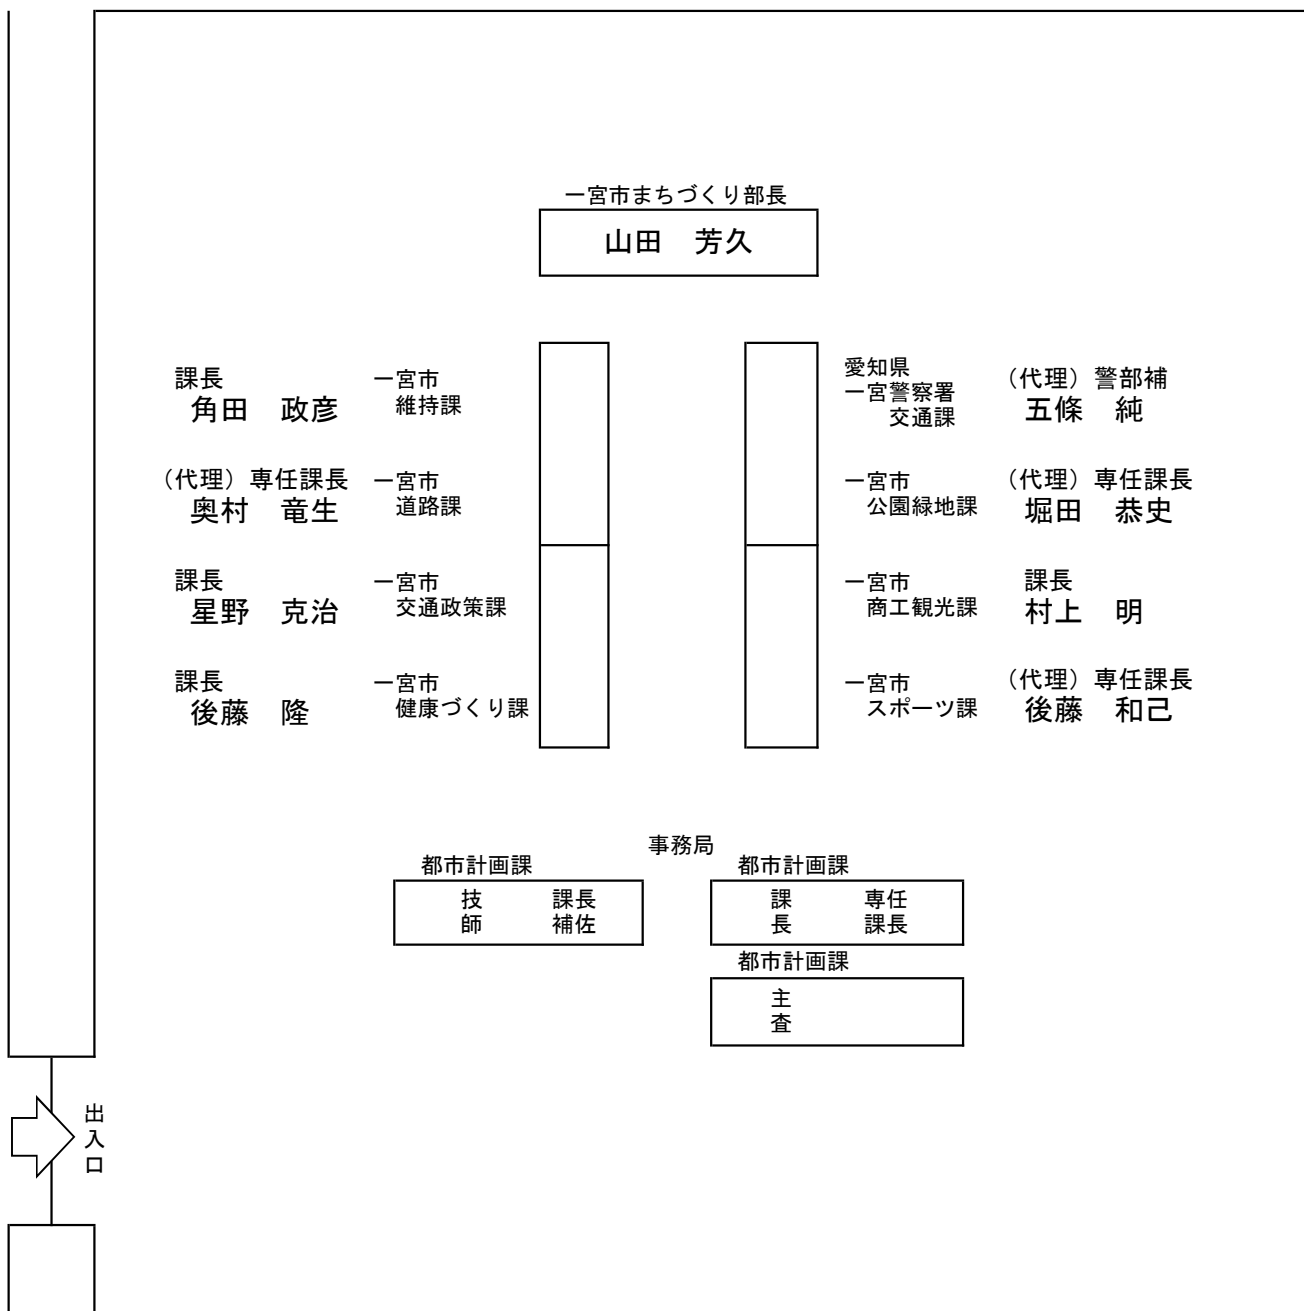 一宮市まちづくり部長
山田　芳久
課長
角田　政彦
一宮市
維持課
（代理）専任課長
奥村　竜生
一宮市
道路課
課長
星野　克治
一宮市
交通政策課
課長
後藤　隆
一宮市
健康づくり課
愛知県
一宮警察署
交通課
（代理）警部補
五條　純
一宮市
公園緑地課
（代理）専任課長
堀田　恭史
一宮市
商工観光課
課長
村上　明
一宮市
スポーツ課
（代理）専任課長
後藤　和己
事務局
都市計画課
技師
課長補佐
都市計画課
課長
専任課長
都市計画課
主査
出入口